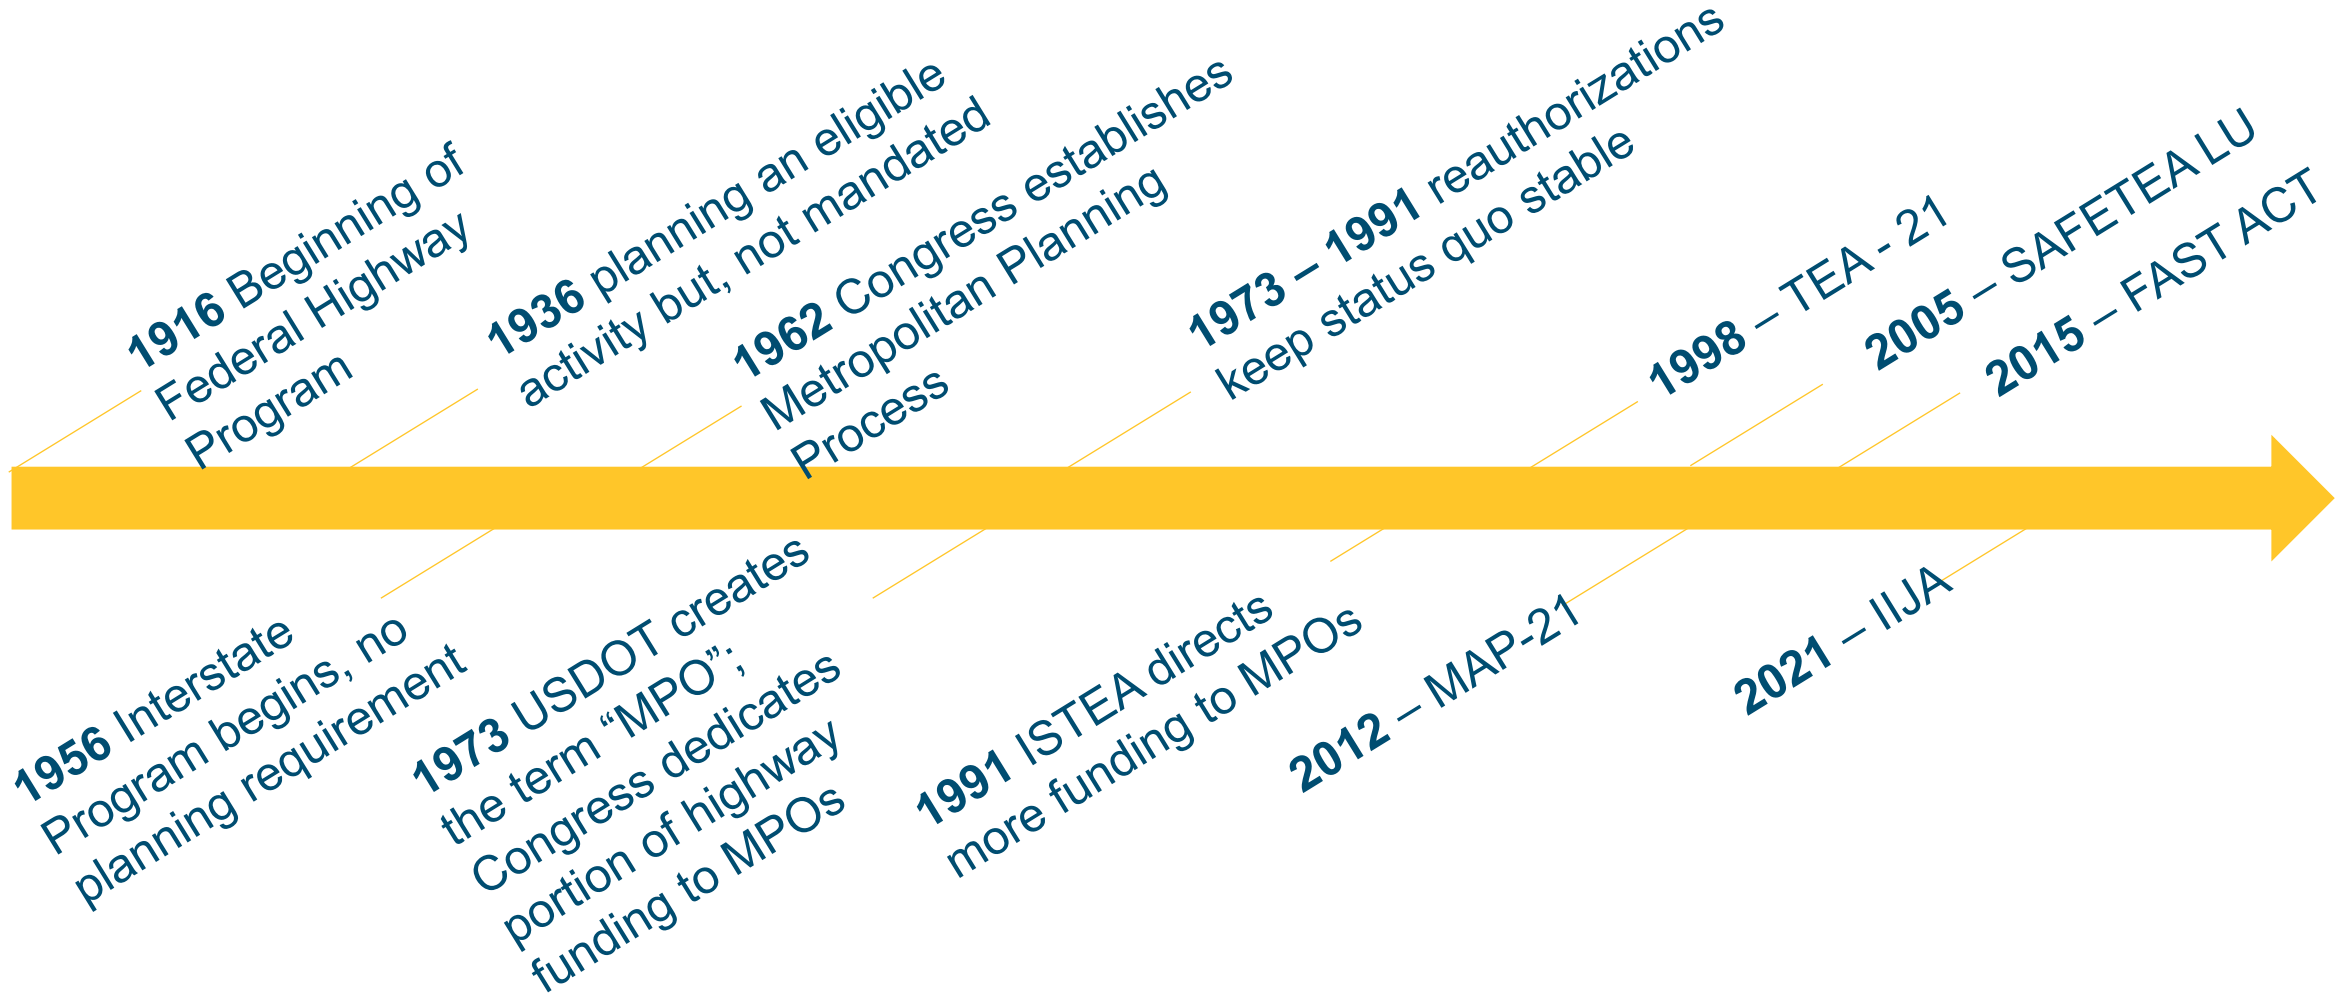 1916 Beginning of
Federal Highway
Program
1936 planning an eligible
activity but, not mandated
1962 Congress establishes
Metropolitan Planning
Process
1973 – 1991 reauthorizations
keep status quo stable
1998 – TEA - 21
2005 – SAFETEA LU
2015 – FAST ACT
1956 Interstate
Program begins, no
planning requirement
1973 USDOT creates
the term “MPO”;
Congress dedicates
portion of highway
funding to MPOs
1991 ISTEA directs
more funding to MPOs
2012 – MAP-21
2021 – IIJA